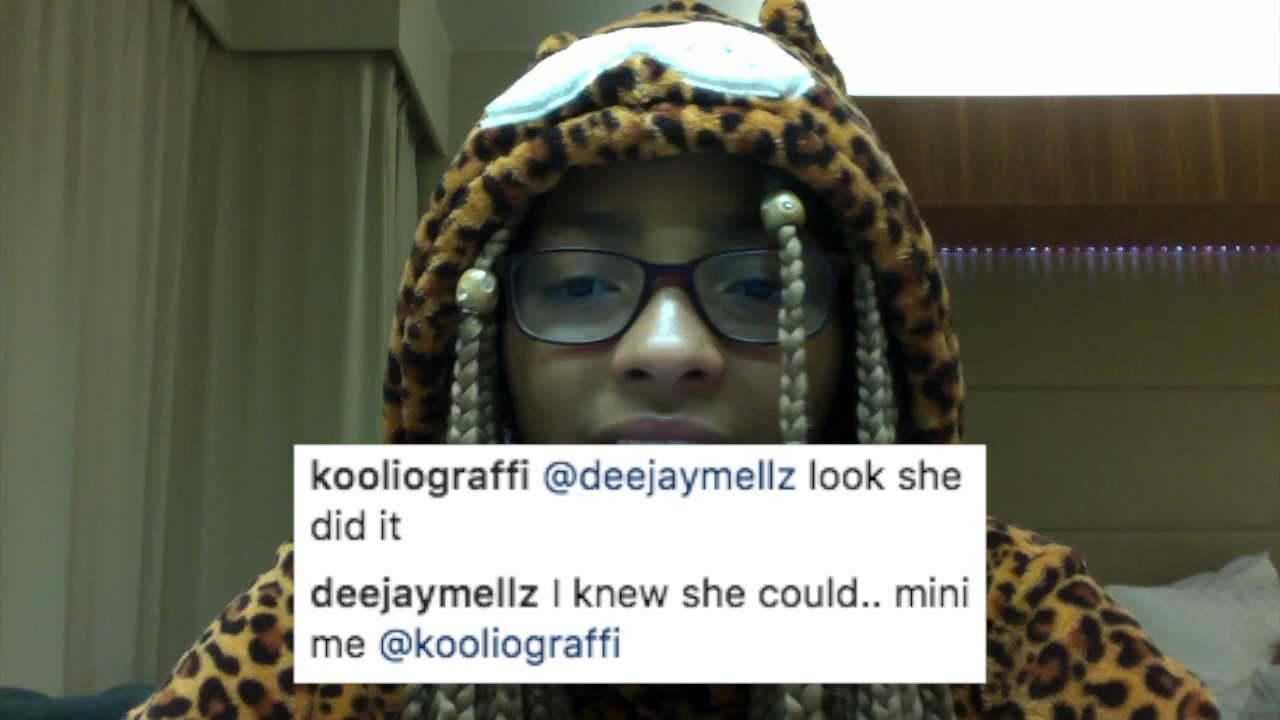 kooliograffi @deejaymellz look she
did it
deejaymellz I knew she could.. mini
me @kooliograffi